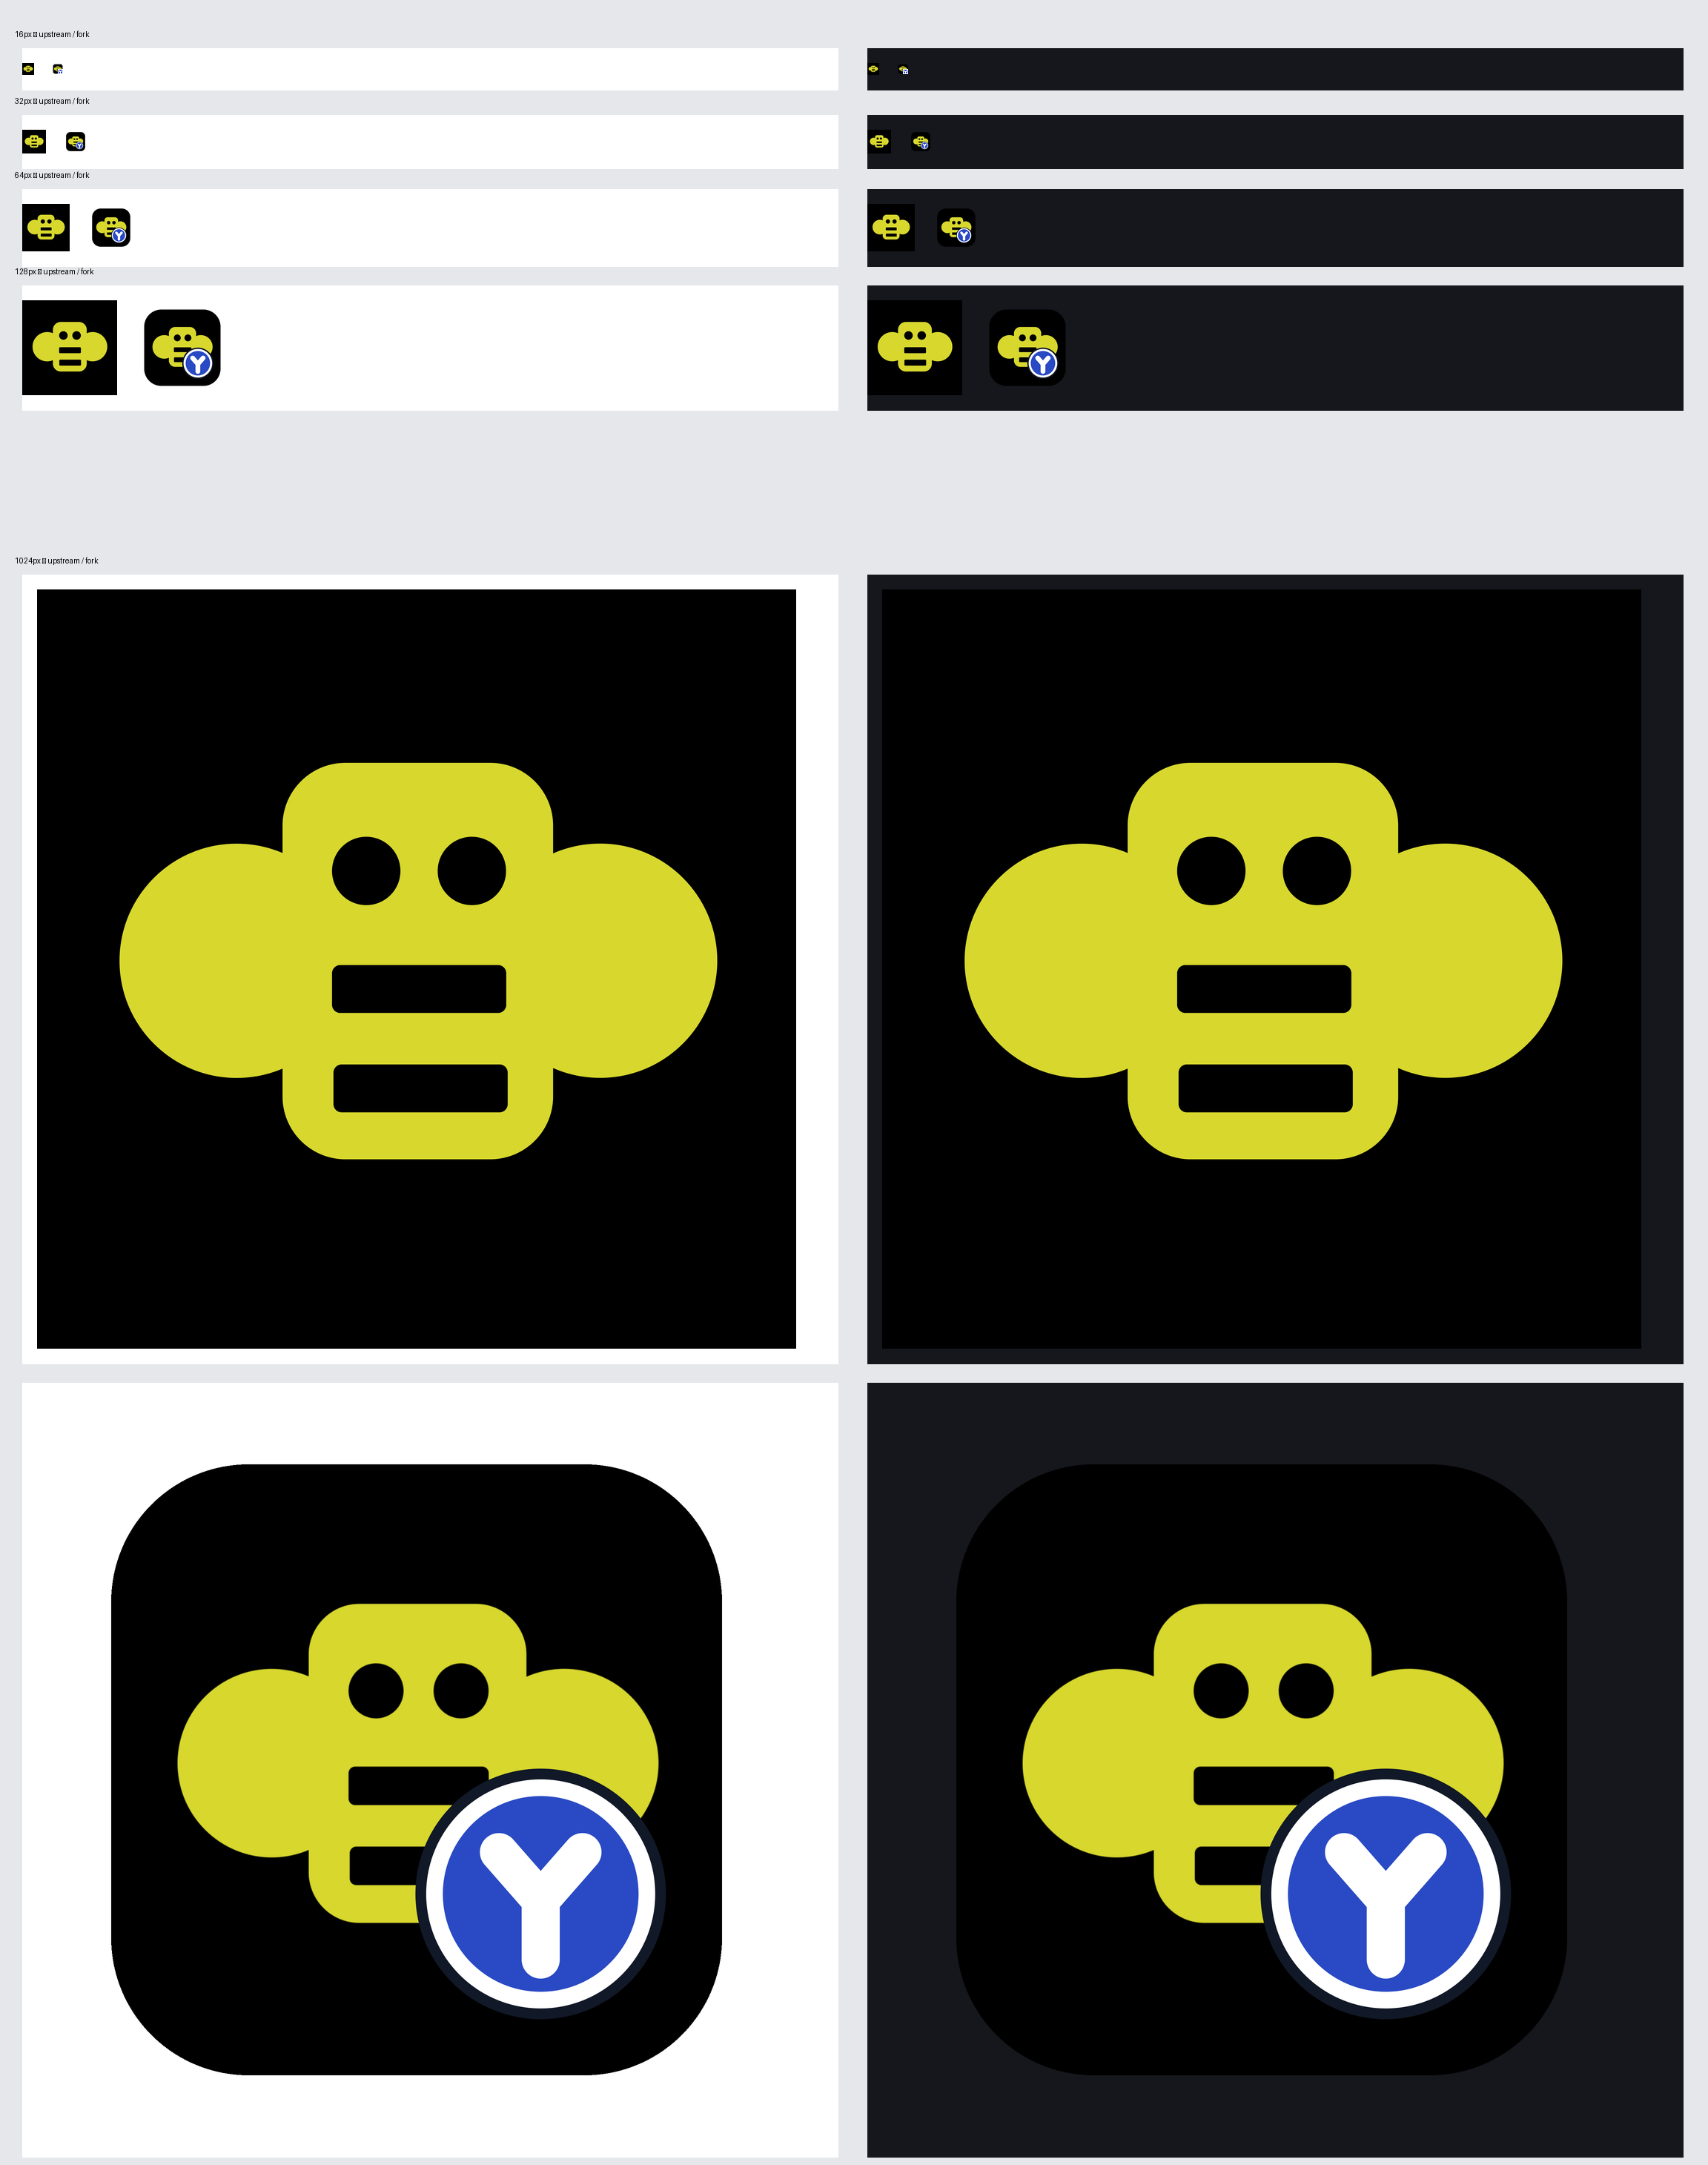 16px □ upstream / fork
32px □ upstream / fork
64px □ upstream / fork
128px □ upstream / fork
Y
Y
1024px □ upstream / fork
Y
Y